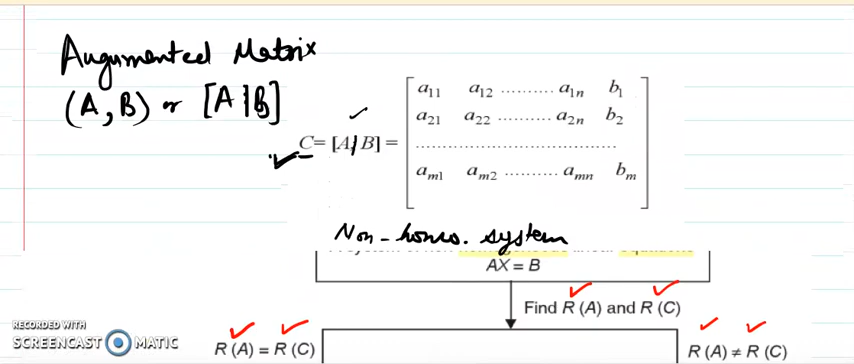 Augumented Matrix
(A, B) or [A|B]
C = [A|B] =
a11 a12 .......... a1n b1
a21 a22 .......... a2n b2
......................................
am1 am2 .......... amn bm
Non-homo. system
AX = B
Find R (A) and R (C)
R (A) = R (C)
R (A) ≠ R (C)
RECORDED WITH
SCREENCAST MATIC